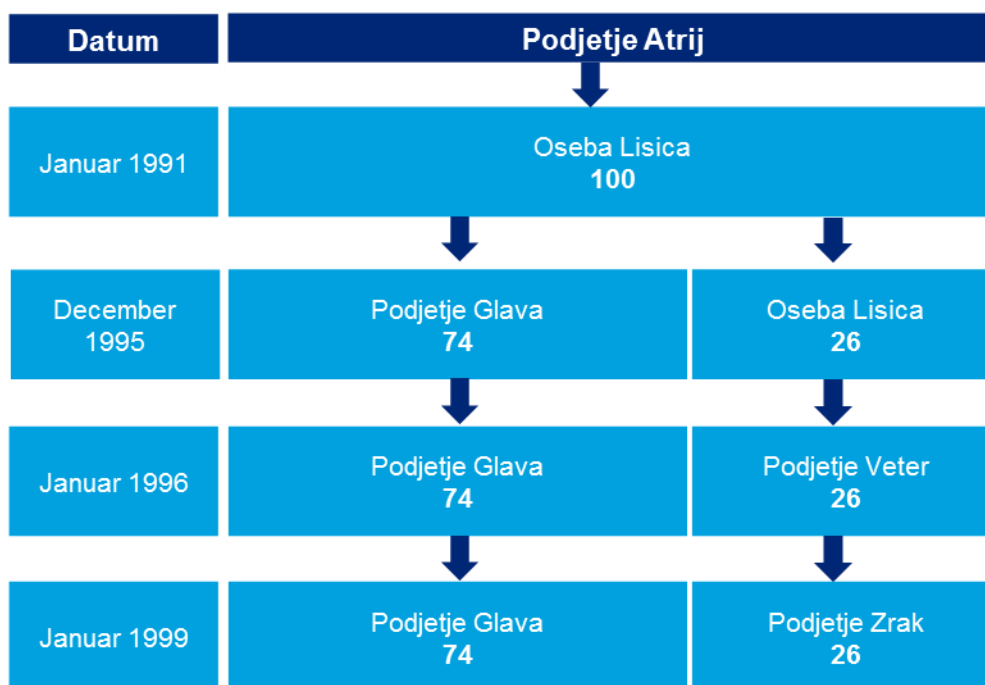 Datum
Podjetje Atrij
Januar 1991
Oseba Lisica
100
December
1995
Podjetje Glava
74
Oseba Lisica
26
Januar 1996
Podjetje Glava
74
Podjetje Veter
26
Januar 1999
Podjetje Glava
74
Podjetje Zrak
26